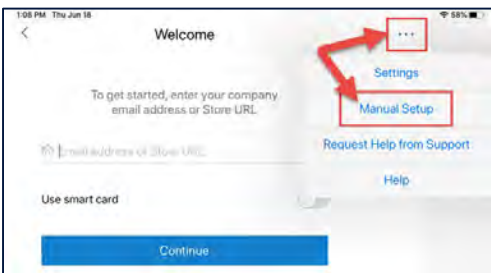 1:08 PM Thu Jun 18
58%
Welcome
...
Settings
To get started, enter your company
email address or Store URL
Manual Setup
Email address or Store URL
Request Help from Support
Help
Use smart card
Continue